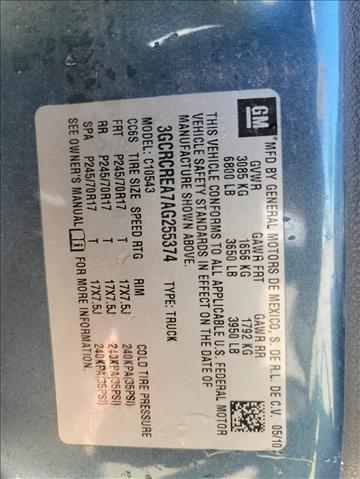 GM
MFD BY GENERAL MOTORS DE MEXICO, S. DE R.L. DE C.V. 05/10
GVWR GAWR FRT GAWR RR
3085 KG 1656 KG 1792 KG
6800 LB 3650 LB 3950 LB
THIS VEHICLE CONFORMS TO ALL APPLICABLE U.S. FEDERAL MOTOR
VEHICLE SAFETY STANDARDS IN EFFECT ON THE DATE OF
MANUFACTURE SHOWN ABOVE.
3GCRCREA7AG255374 TYPE: TRUCK
MODEL: C10543
CC6S TIRE SIZE SPEED RTG RIM COLD TIRE PRESSURE
FRT P245/70R17 T 17X7.5J 240KPA(35PSI)
RR P245/70R17 T 17X7.5J 240KPA(35PSI)
SPA P245/70R17 T 17X7.5J 240KPA(35PSI)
SEE OWNER'S MANUAL FOR MORE INFORMATION.